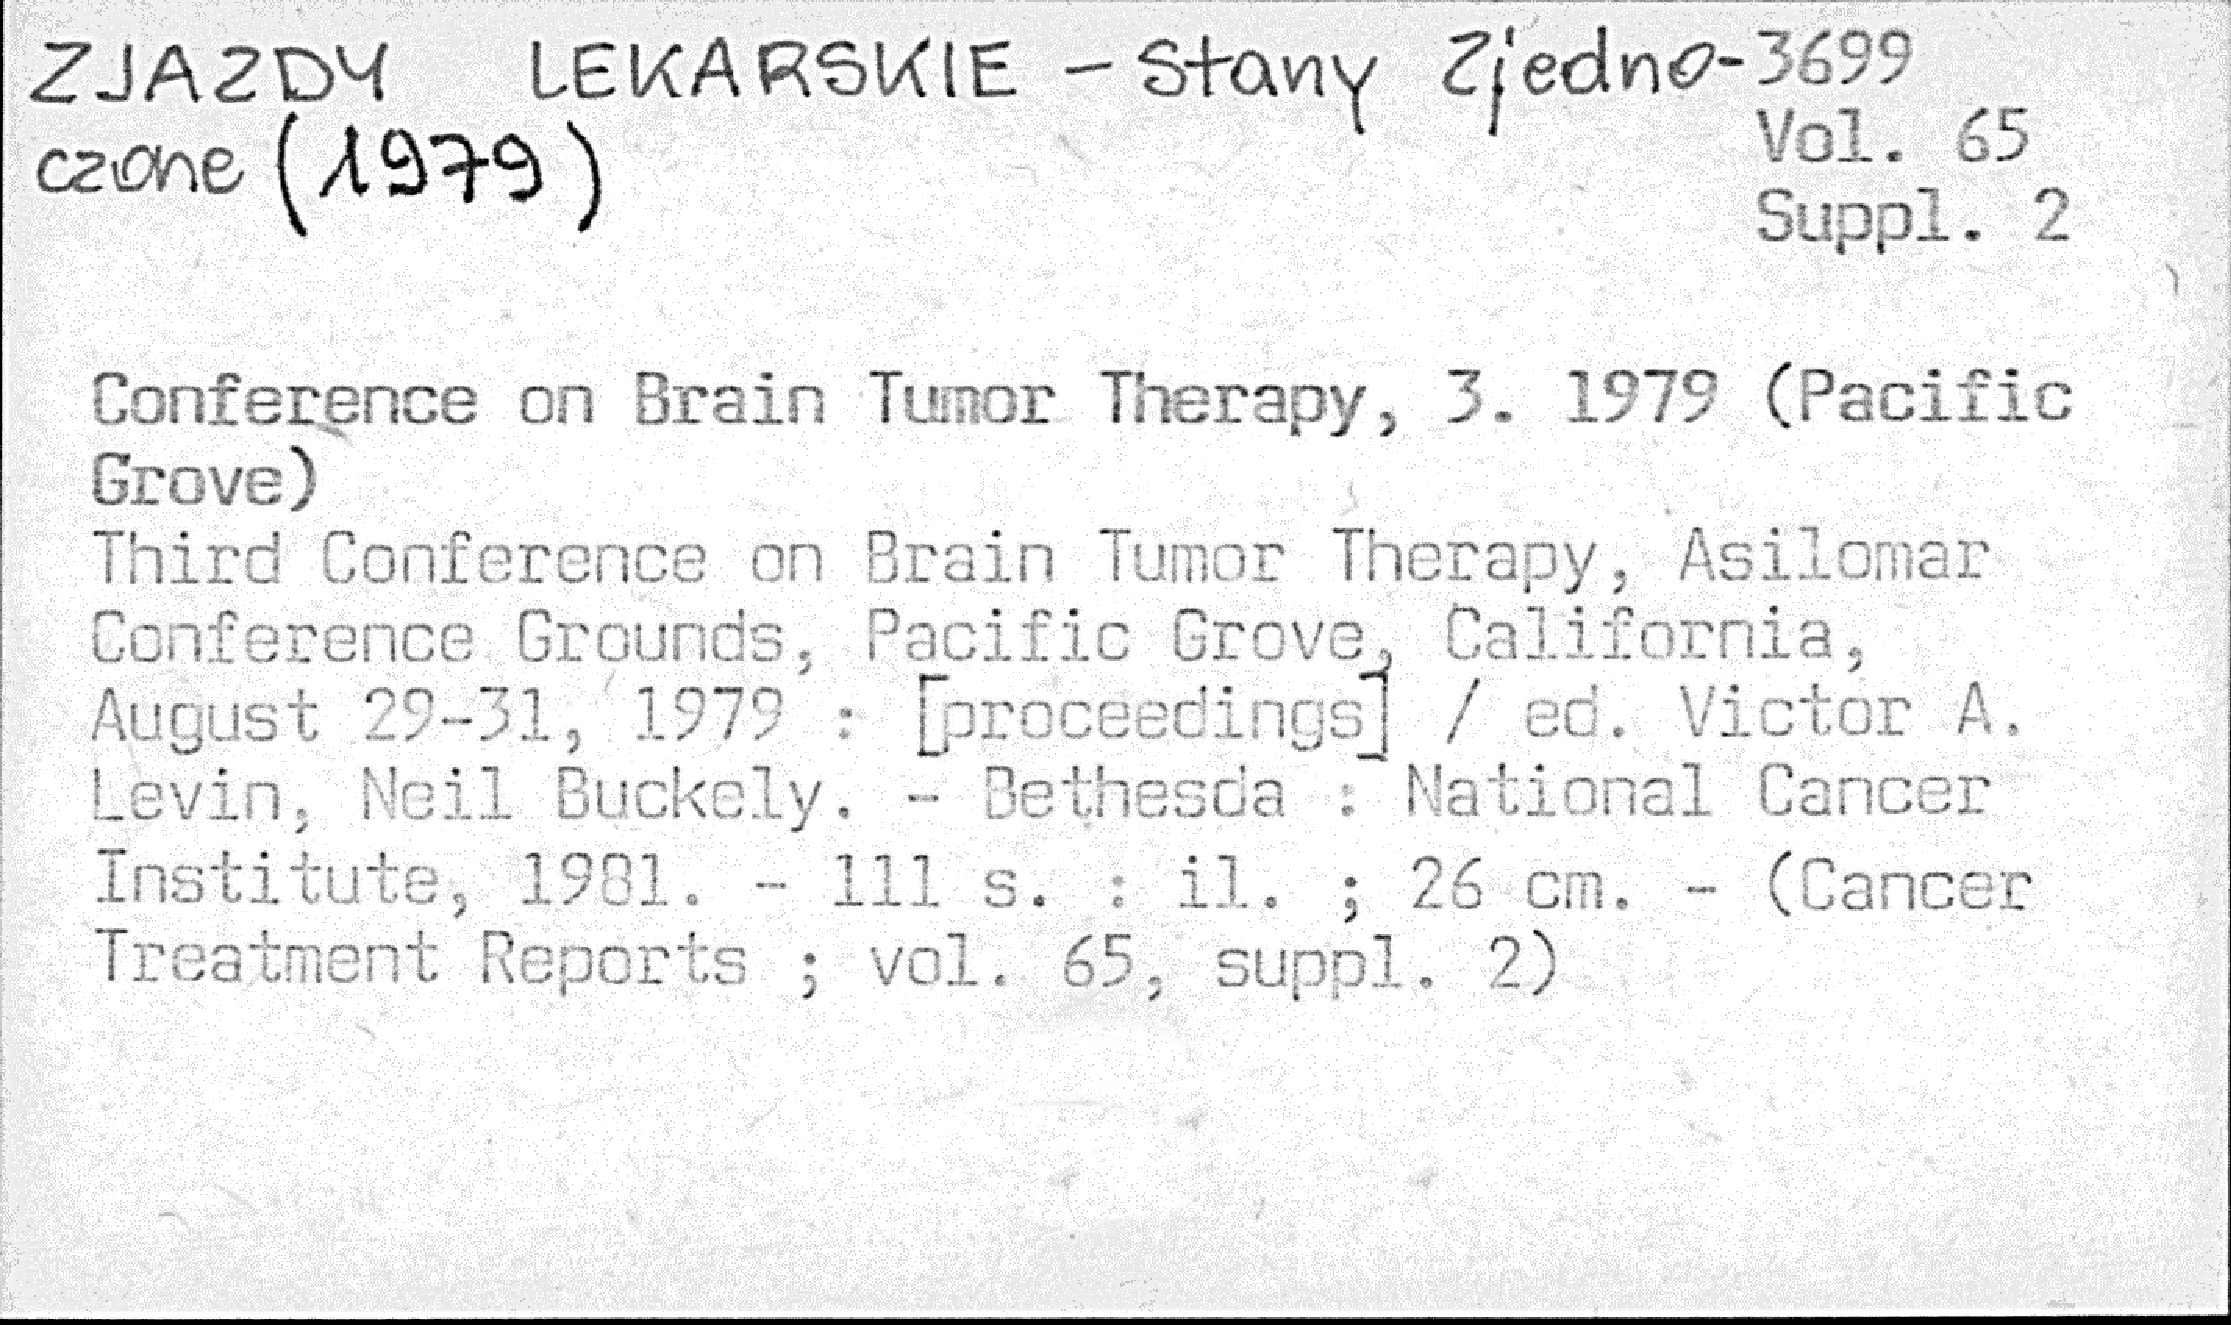 ZJAZDY LEKARSKIE – Stany Zjedno-
czone (1979)
3699
Vol. 65
Suppl. 2
Conference on Brain Tumor Therapy, 3. 1979 (Pacific
Grove)
Third Conference on Brain Tumor Therapy, Asilomar
Conference Grounds, Pacific Grove, California,
August 29-31, 1979 : [proceedings] / ed. Victor A.
Levin, Neil Buckely. - Bethesda : National Cancer
Institute, 1981. - 111 s. : il. ; 26 cm. - (Cancer
Treatment Reports ; vol. 65, suppl. 2)